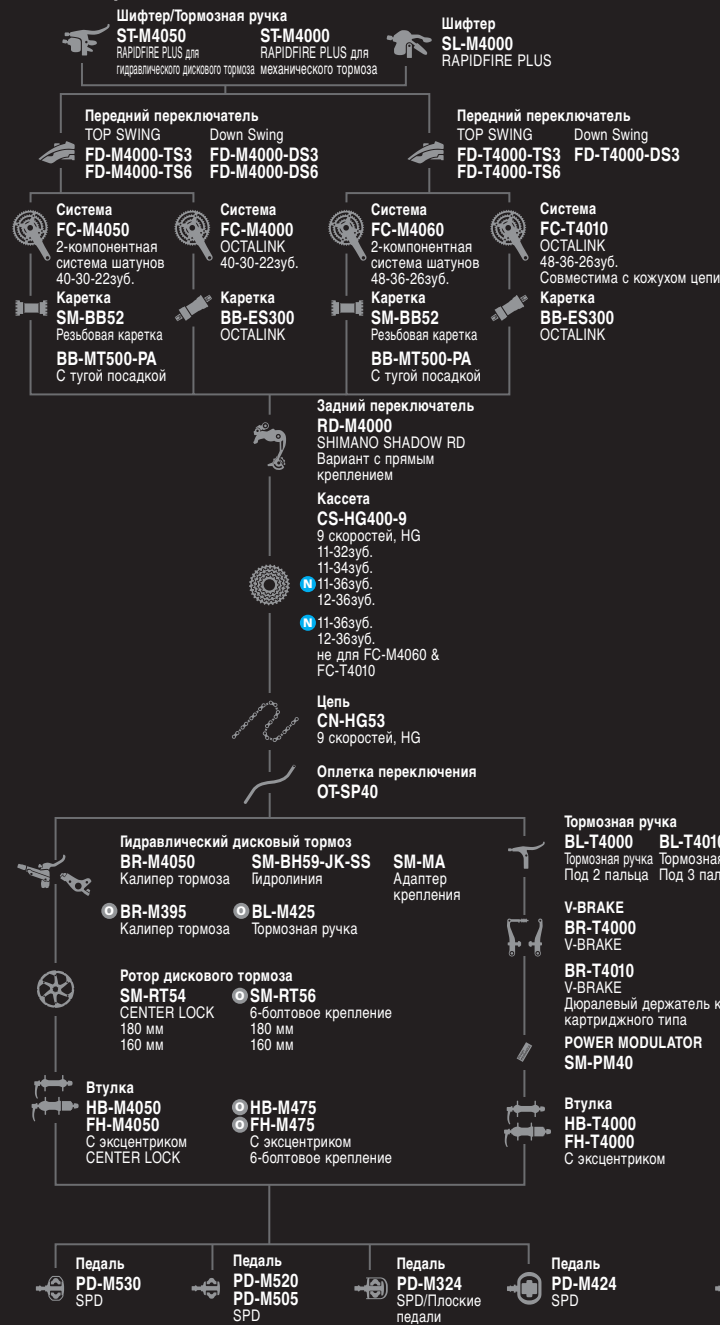 Шифтер/Тормозная ручка
ST-M4050
RAPIDFIRE PLUS для
гидравлического дискового тормоза
ST-M4000
RAPIDFIRE PLUS для
механического тормоза
Шифтер
SL-M4000
RAPIDFIRE PLUS
Передний переключатель
TOP SWING
FD-M4000-TS3
FD-M4000-TS6
Down Swing
FD-M4000-DS3
FD-M4000-DS6
Передний переключатель
TOP SWING
FD-T4000-TS3
FD-T4000-TS6
Down Swing
FD-T4000-DS3
Система
FC-M4050
2-компонентная
система шатунов
40-30-22зуб.
Каретка
SM-BB52
Резьбовая каретка
BB-MT500-PA
С тугой посадкой
Система
FC-M4000
OCTALINK
40-30-22зуб.
Каретка
BB-ES300
OCTALINK
Система
FC-M4060
2-компонентная
система шатунов
48-36-26зуб.
Каретка
SM-BB52
Резьбовая каретка
BB-MT500-PA
С тугой посадкой
Система
FC-T4010
OCTALINK
48-36-26зуб.
Совместима с кожухом цепи
Каретка
BB-ES300
OCTALINK
Задний переключатель
RD-M4000
SHIMANO SHADOW RD
Вариант с прямым
креплением
Кассета
CS-HG400-9
9 скоростей, HG
11-32зуб.
11-34зуб.
N 11-36зуб.
12-36зуб.
N 11-36зуб.
12-36зуб.
не для FC-M4060 &
FC-T4010
Цепь
CN-HG53
9 скоростей, HG
Оплетка переключения
OT-SP40
Гидравлический дисковый тормоз
BR-M4050
Калипер тормоза
SM-BH59-JK-SS
Гидролиния
SM-MA
Адаптер
крепления
O BR-M395
Калипер тормоза
O BL-M425
Тормозная ручка
Ротор дискового тормоза
SM-RT54
CENTER LOCK
180 мм
160 мм
O SM-RT56
6-болтовое крепление
180 мм
160 мм
Втулка
HB-M4050
FH-M4050
С эксцентриком
CENTER LOCK
O HB-M475
O FH-M475
С эксцентриком
6-болтовое крепление
Тормозная ручка
BL-T4000
Тормозная ручка
Под 2 пальца
BL-T4010
Тормозная
Под 3 пал
V-BRAKE
BR-T4000
V-BRAKE
BR-T4010
V-BRAKE
Дюралевый держатель к
картриджного типа
POWER MODULATOR
SM-PM40
Втулка
HB-T4000
FH-T4000
С эксцентриком
Педаль
PD-M530
SPD
Педаль
PD-M520
PD-M505
SPD
Педаль
PD-M324
SPD/Плоские
педали
Педаль
PD-M424
SPD